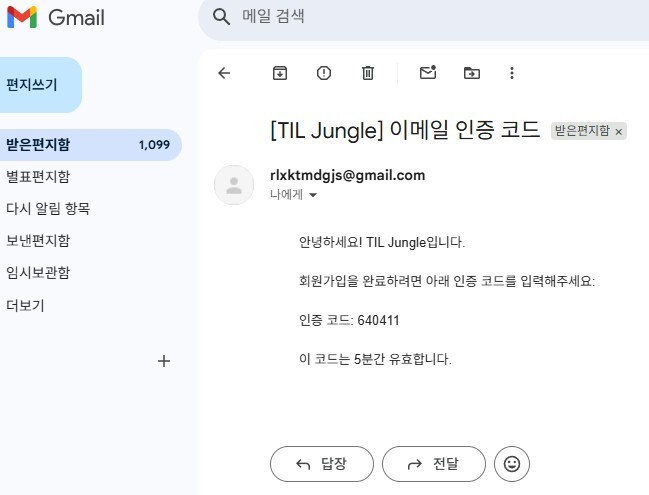 Gmail
메일 검색
편지쓰기
받은편지함 1,099
별표편지함
다시 알림 항목
보낸편지함
임시보관함
더보기
[TIL Jungle] 이메일 인증 코드 받은편지함 ×
rlxktmdgjs@gmail.com
나에게
안녕하세요! TIL Jungle입니다.
회원가입을 완료하려면 아래 인증 코드를 입력해주세요:
인증 코드: 640411
이 코드는 5분간 유효합니다.
답장 전달